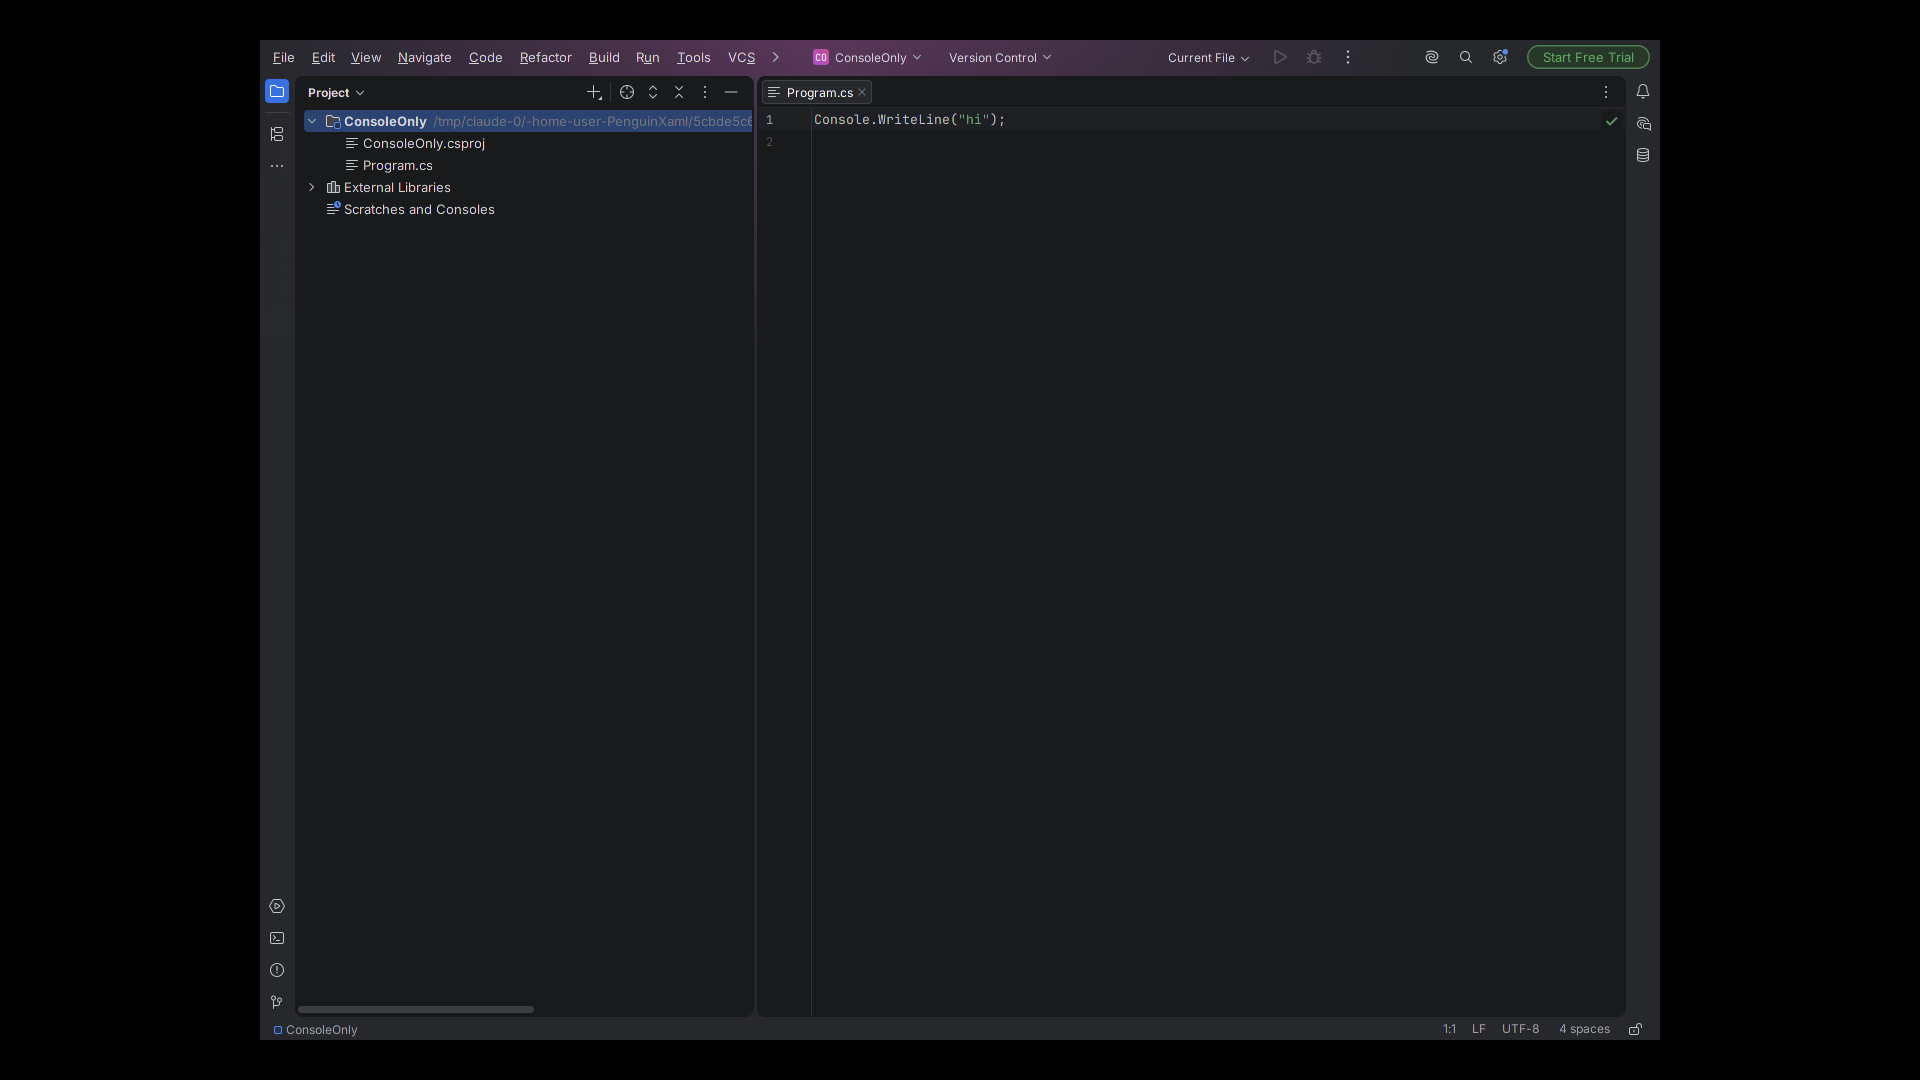 File Edit View Navigate Code Refactor Build Run Tools VCS CO ConsoleOnly Version Control Current File Start Free Trial
Project
Program.cs
ConsoleOnly /tmp/claude-0/-home-user-PenguinXaml/5cbde5c6
ConsoleOnly.csproj
Program.cs
External Libraries
Scratches and Consoles
1 Console.WriteLine("hi");
2
ConsoleOnly 1:1 LF UTF-8 4 spaces